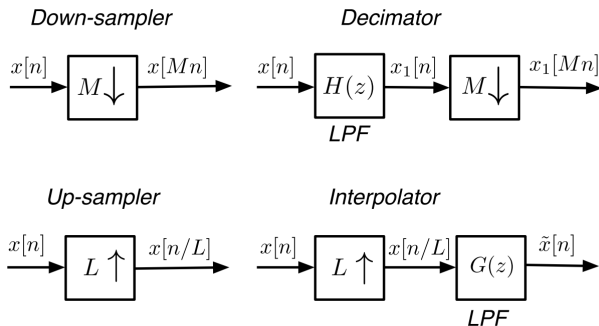 Down-sampler
Decimator
x[n] M↓ x[Mn]
x[n] H(z) x₁[n] M↓ x₁[Mn]
LPF
Up-sampler
Interpolator
x[n] L↑ x[n/L]
x[n] L↑ x[n/L] G(z) x̃[n]
LPF